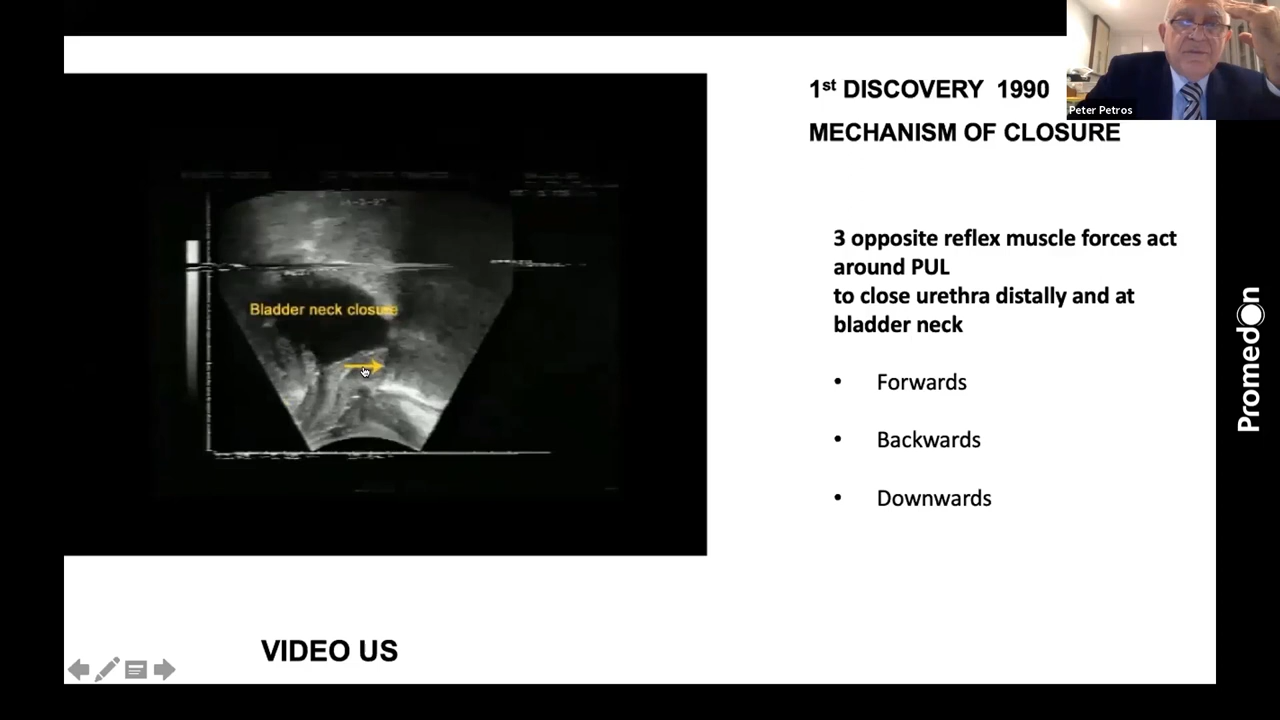 1st DISCOVERY 1990
MECHANISM OF CLOSURE
Peter Petros
3 opposite reflex muscle forces act
around PUL
to close urethra distally and at
bladder neck
• Forwards
• Backwards
• Downwards
Bladder neck closure
VIDEO US
Promedon